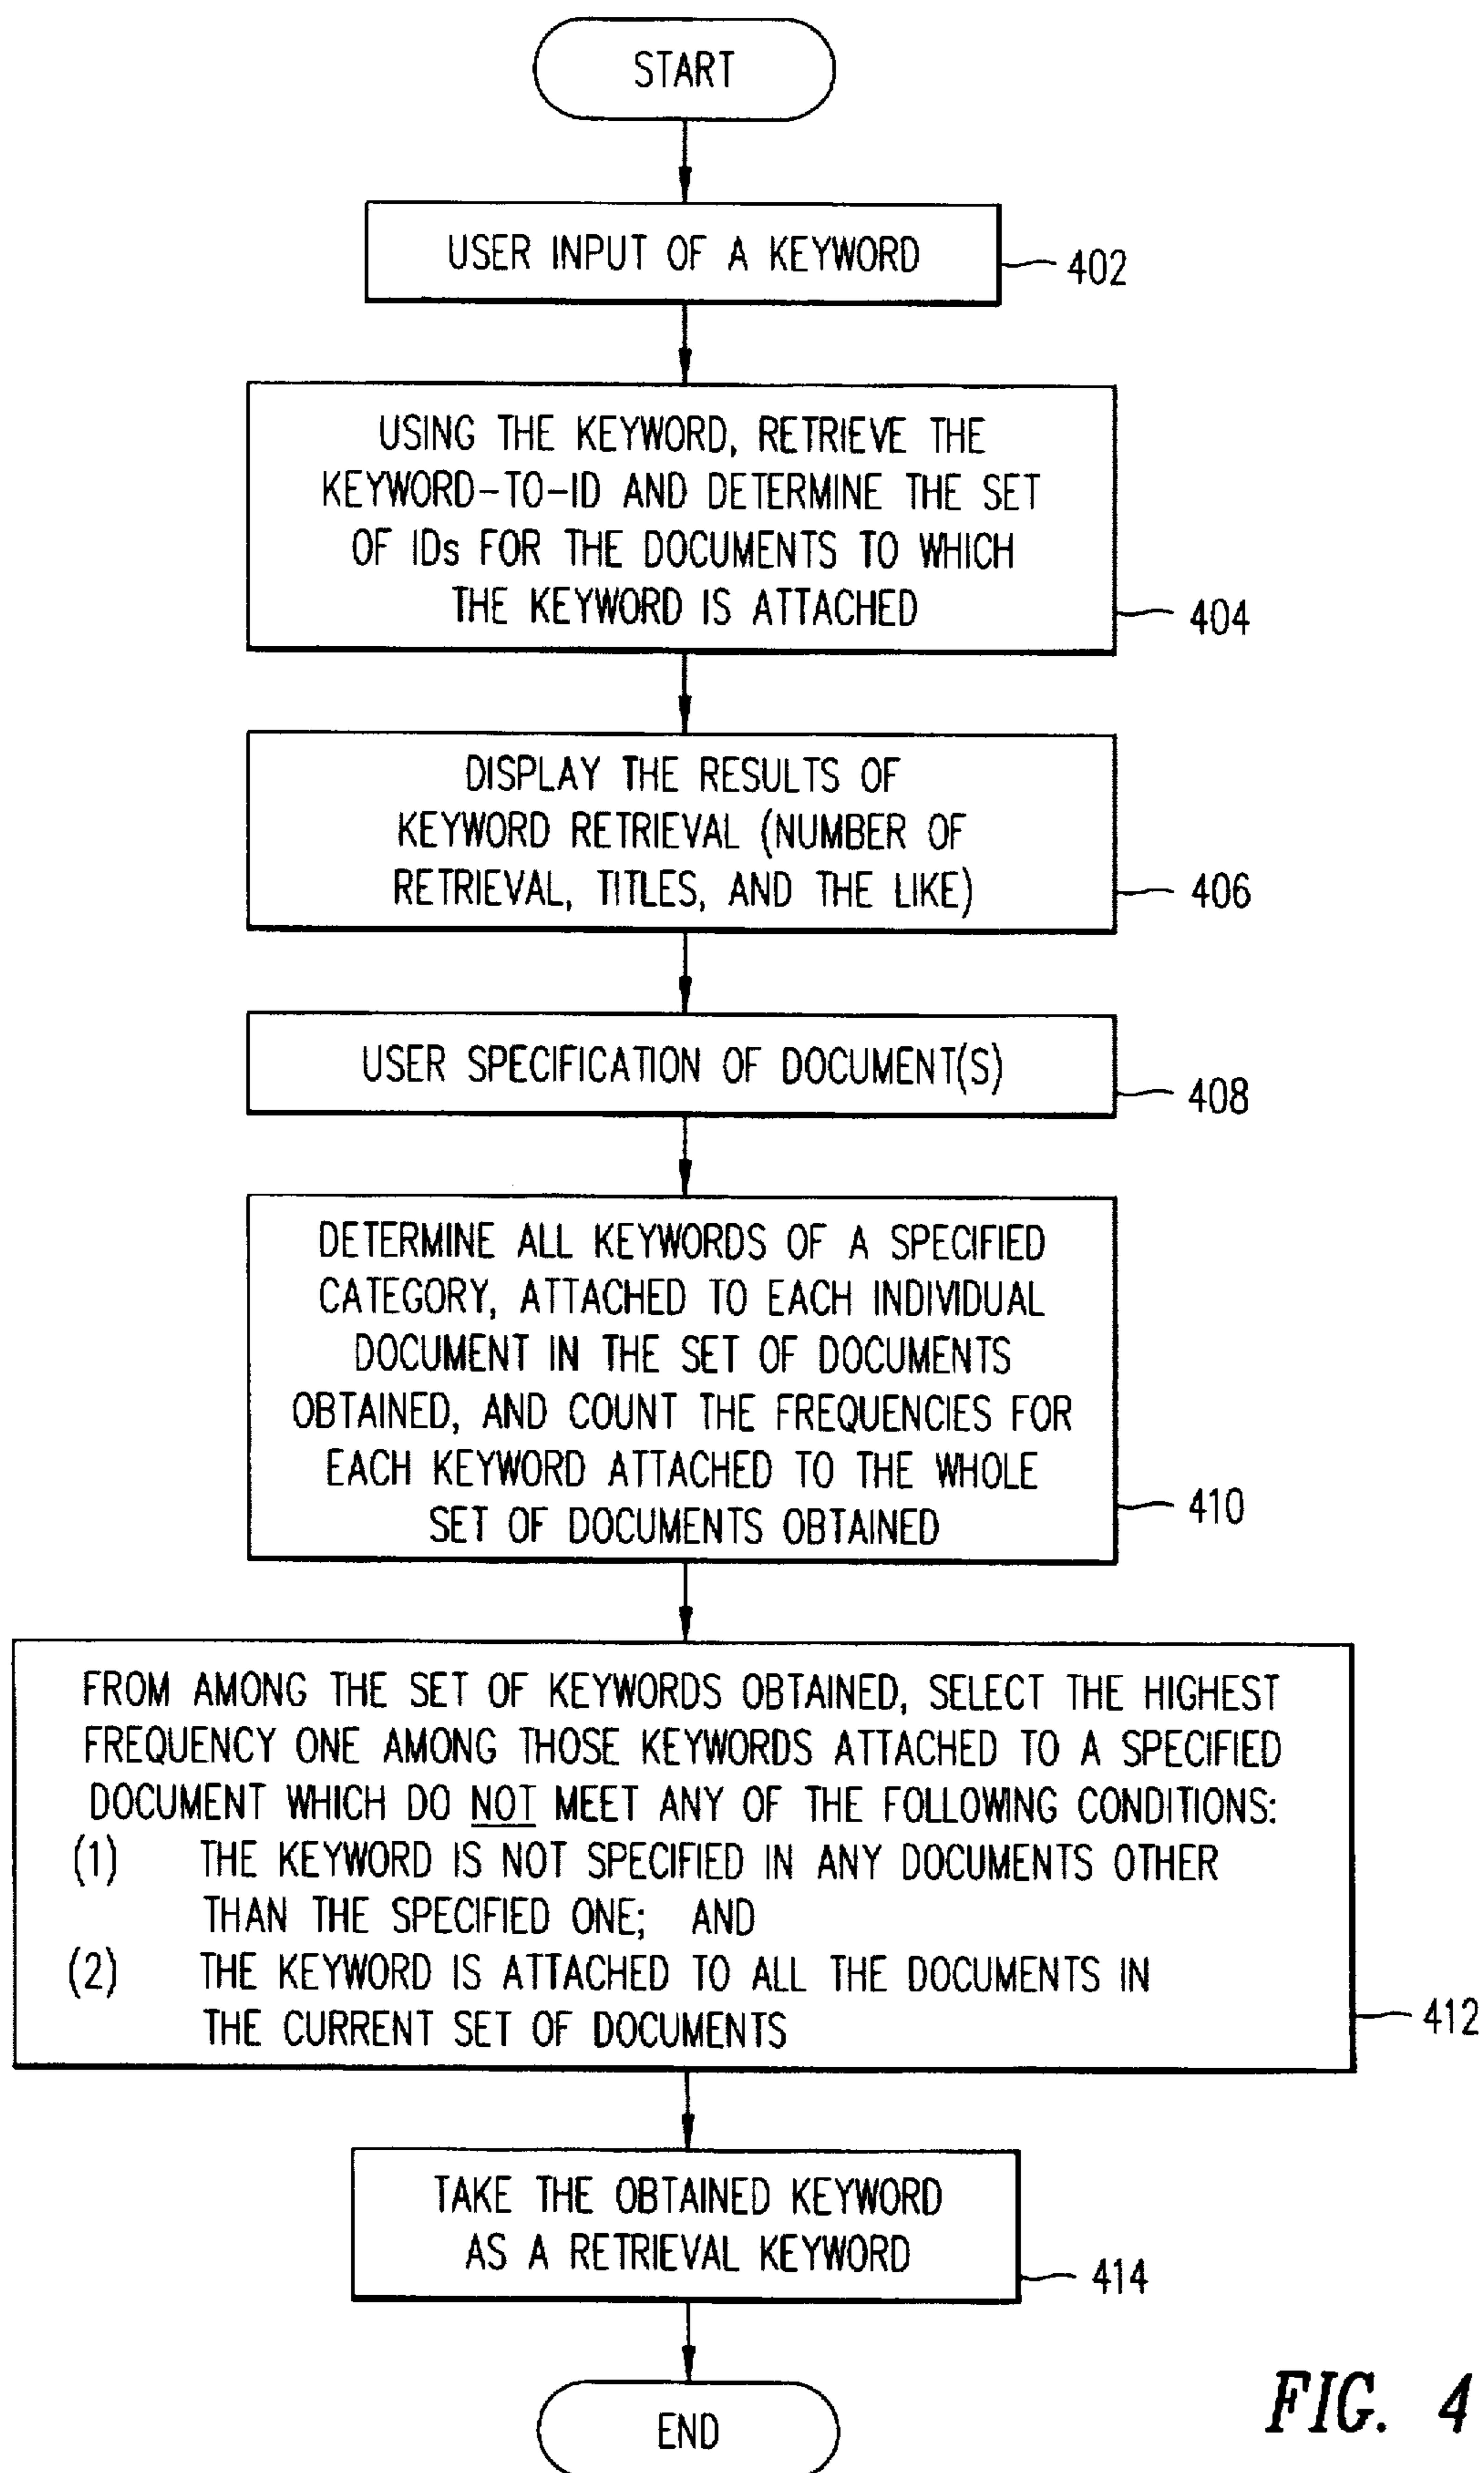 START
USER INPUT OF A KEYWORD
402
USING THE KEYWORD, RETRIEVE THE
KEYWORD-TO-ID AND DETERMINE THE SET
OF IDs FOR THE DOCUMENTS TO WHICH
THE KEYWORD IS ATTACHED
404
DISPLAY THE RESULTS OF
KEYWORD RETRIEVAL (NUMBER OF
RETRIEVAL, TITLES, AND THE LIKE)
406
USER SPECIFICATION OF DOCUMENT(S)
408
DETERMINE ALL KEYWORDS OF A SPECIFIED
CATEGORY, ATTACHED TO EACH INDIVIDUAL
DOCUMENT IN THE SET OF DOCUMENTS
OBTAINED, AND COUNT THE FREQUENCIES FOR
EACH KEYWORD ATTACHED TO THE WHOLE
SET OF DOCUMENTS OBTAINED
410
FROM AMONG THE SET OF KEYWORDS OBTAINED, SELECT THE HIGHEST
FREQUENCY ONE AMONG THOSE KEYWORDS ATTACHED TO A SPECIFIED
DOCUMENT WHICH DO NOT MEET ANY OF THE FOLLOWING CONDITIONS:
(1) THE KEYWORD IS NOT SPECIFIED IN ANY DOCUMENTS OTHER
THAN THE SPECIFIED ONE; AND
(2) THE KEYWORD IS ATTACHED TO ALL THE DOCUMENTS IN
THE CURRENT SET OF DOCUMENTS
412
TAKE THE OBTAINED KEYWORD
AS A RETRIEVAL KEYWORD
414
END
FIG. 4